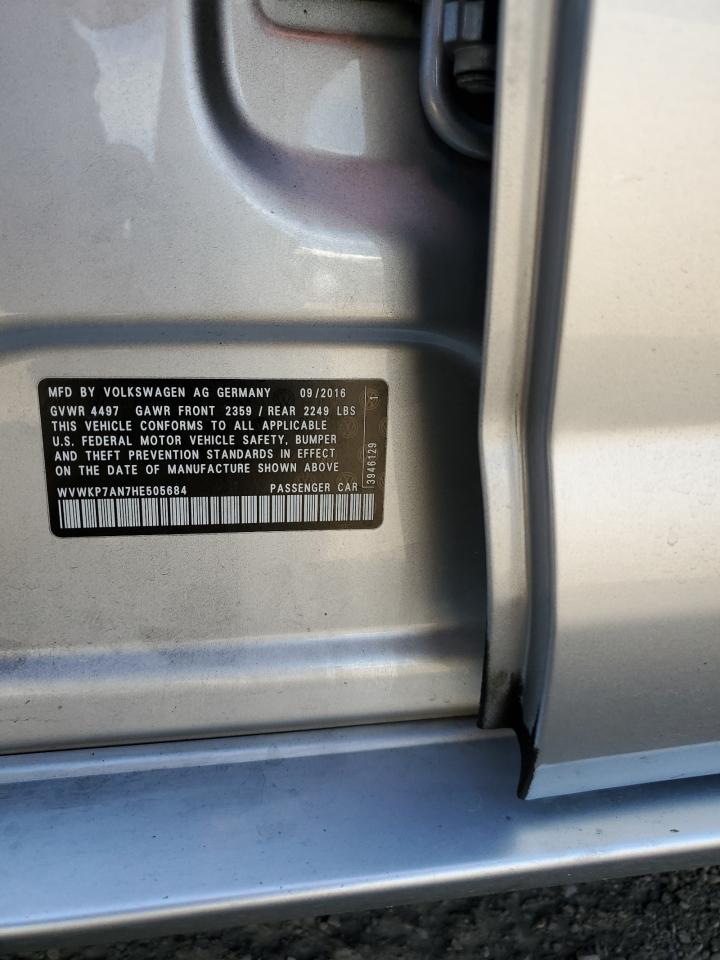 MFD BY VOLKSWAGEN AG GERMANY 09/2016
GVWR 4497 GAWR FRONT 2359 / REAR 2249 LBS
THIS VEHICLE CONFORMS TO ALL APPLICABLE
U.S. FEDERAL MOTOR VEHICLE SAFETY, BUMPER
AND THEFT PREVENTION STANDARDS IN EFFECT
ON THE DATE OF MANUFACTURE SHOWN ABOVE
WVWKP7AN7HE505684 PASSENGER CAR
3946129 1